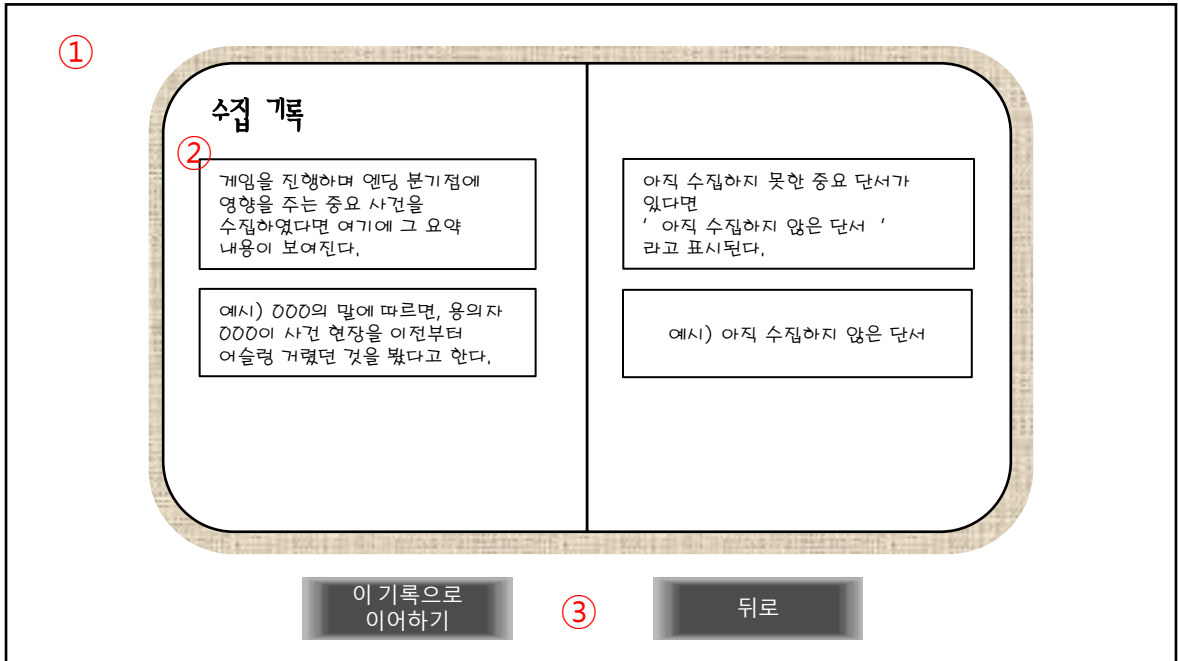 ①
수집 기록
②
게임을 진행하며 엔딩 분기점에
영향을 주는 중요 사건을
수집하였다면 여기에 그 요약
내용이 보여진다.
예시) OOO의 말에 따르면, 용의자
OOO이 사건 현장을 이전부터
어슬렁 거렸던 것을 봤다고 한다.
아직 수집하지 못한 중요 단서가
있다면
' 아직 수집하지 않은 단서 '
라고 표시된다.
예시) 아직 수집하지 않은 단서
이 기록으로
이어하기
③
뒤로